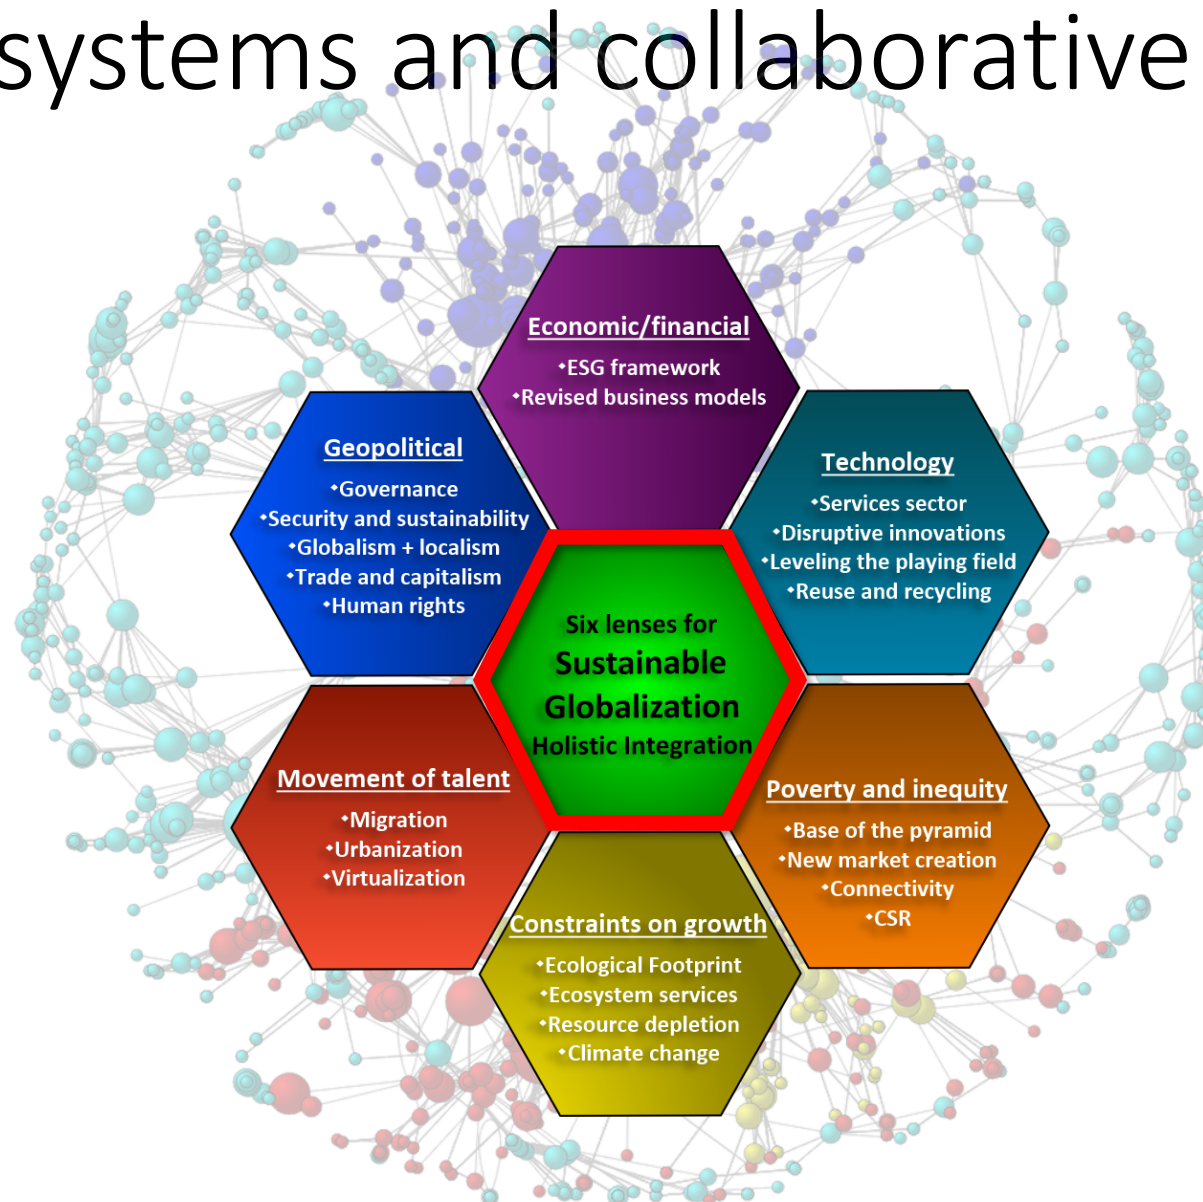 systems and collaborative
Economic/financial
•ESG framework
•Revised business models
Geopolitical
•Governance
•Security and sustainability
•Globalism + localism
•Trade and capitalism
•Human rights
Technology
•Services sector
•Disruptive innovations
•Leveling the playing field
•Reuse and recycling
Six lenses for
Sustainable
Globalization
Holistic Integration
Movement of talent
•Migration
•Urbanization
•Virtualization
Poverty and inequity
•Base of the pyramid
•New market creation
•Connectivity
•CSR
Constraints on growth
•Ecological Footprint
•Ecosystem services
•Resource depletion
•Climate change